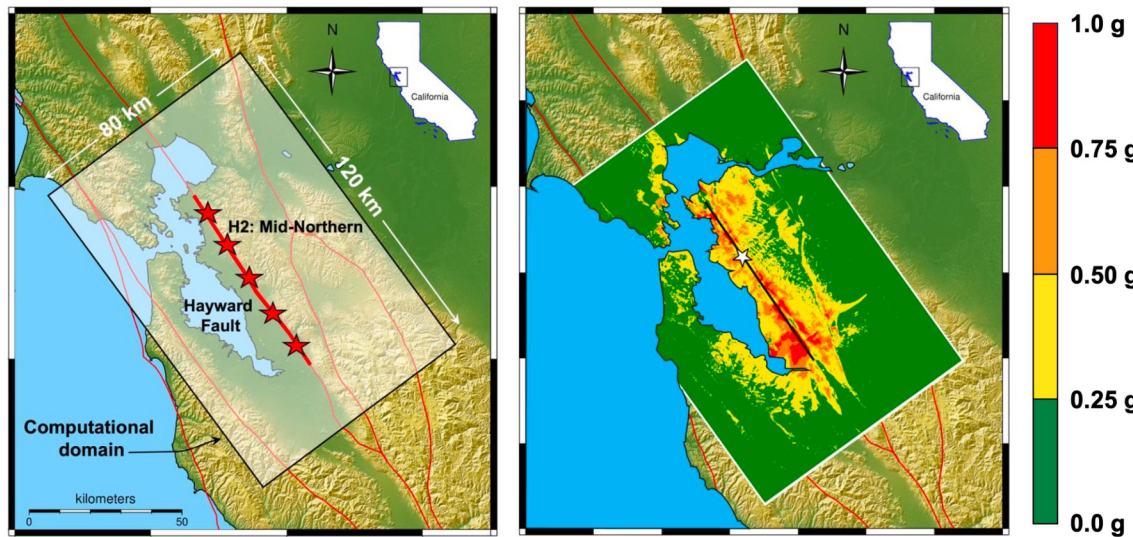 N
California
80 km
120 km
H2: Mid-Northern
Hayward
Fault
Computational
domain
kilometers
0 50
N
California
1.0 g
0.75 g
0.50 g
0.25 g
0.0 g